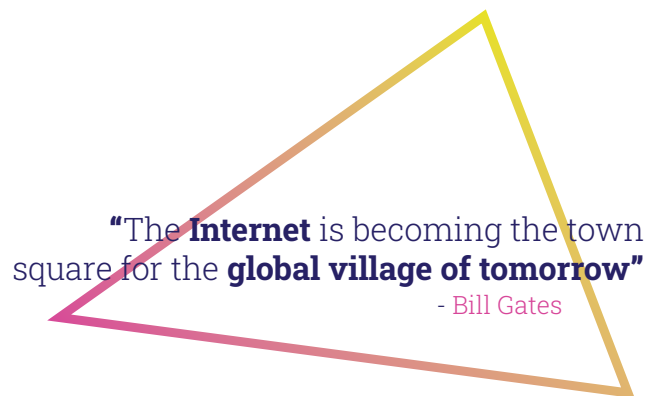 “The Internet is becoming the town
square for the global village of tomorrow”
- Bill Gates